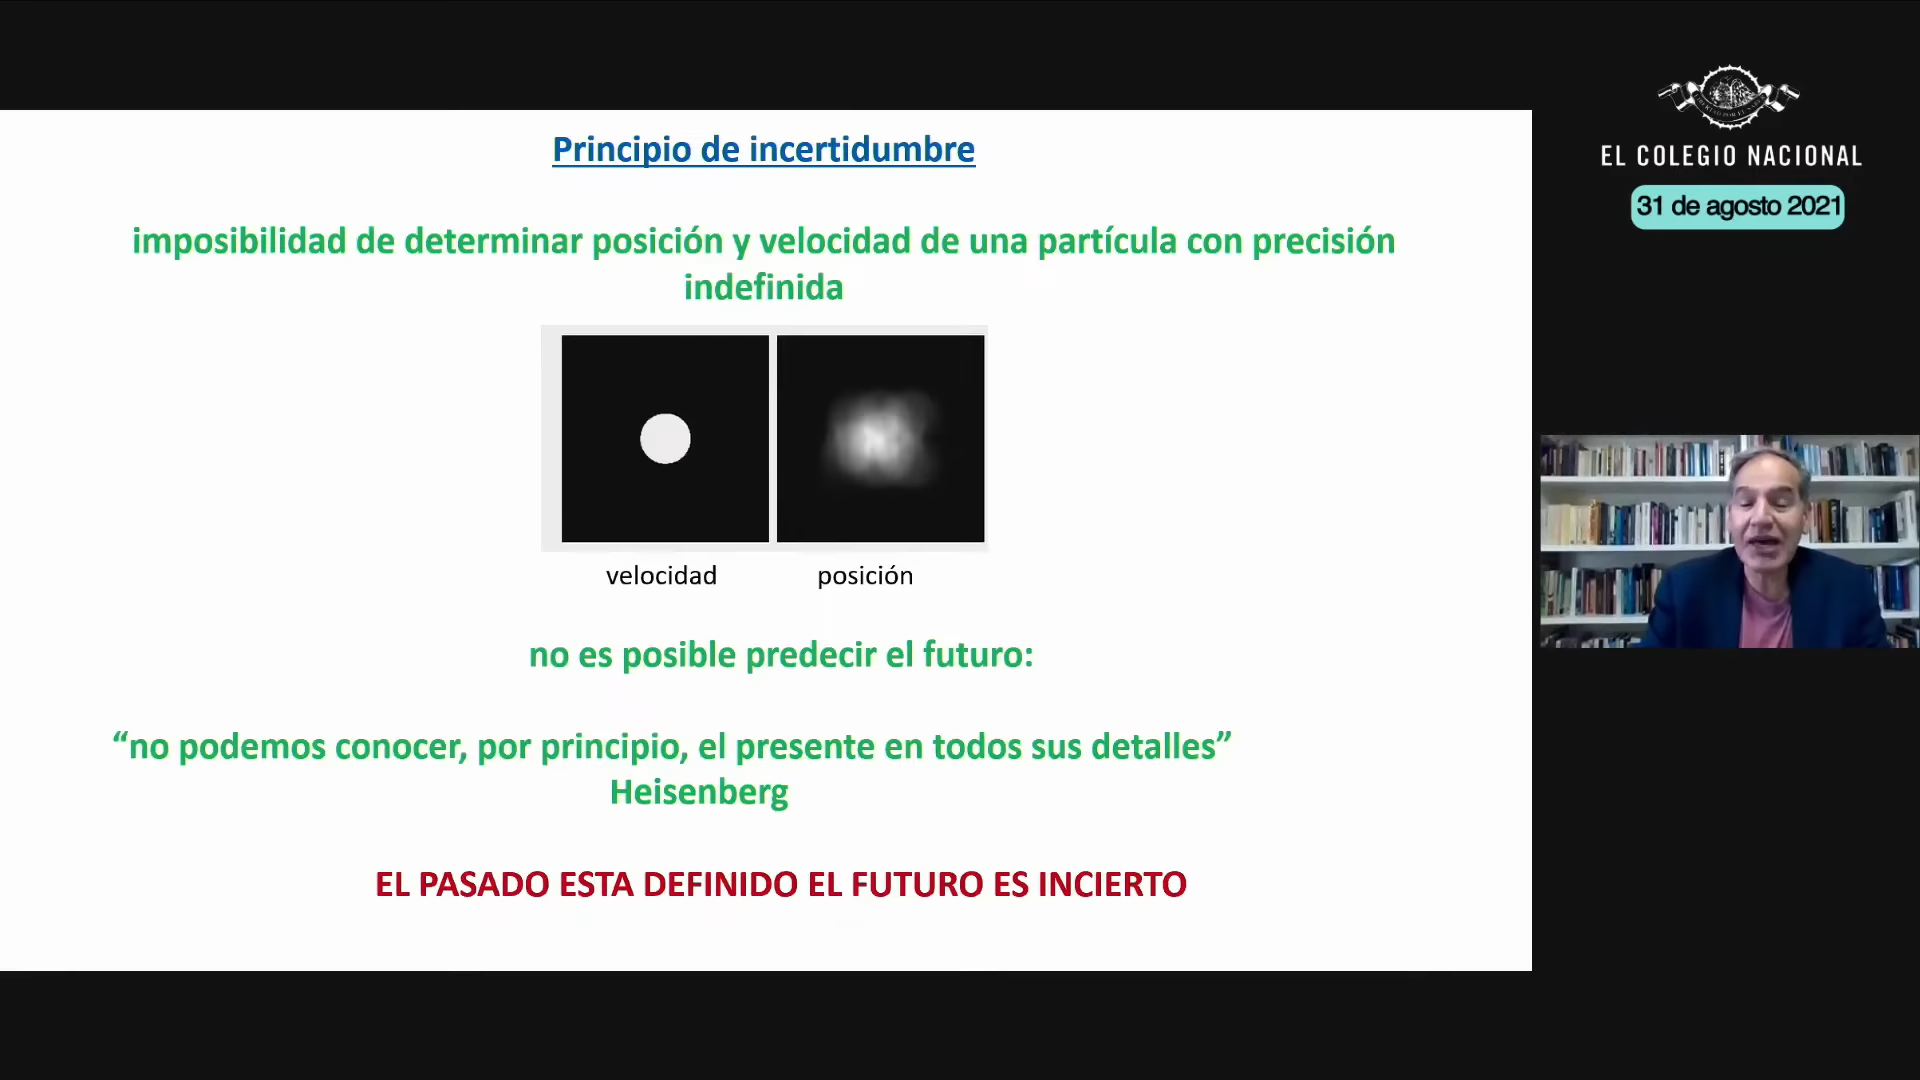 Principio de incertidumbre
imposibilidad de determinar posición y velocidad de una partícula con precisión
indefinida
velocidad posición
no es posible predecir el futuro:
“no podemos conocer, por principio, el presente en todos sus detalles”
Heisenberg
EL PASADO ESTA DEFINIDO EL FUTURO ES INCIERTO
EL COLEGIO NACIONAL
31 de agosto 2021